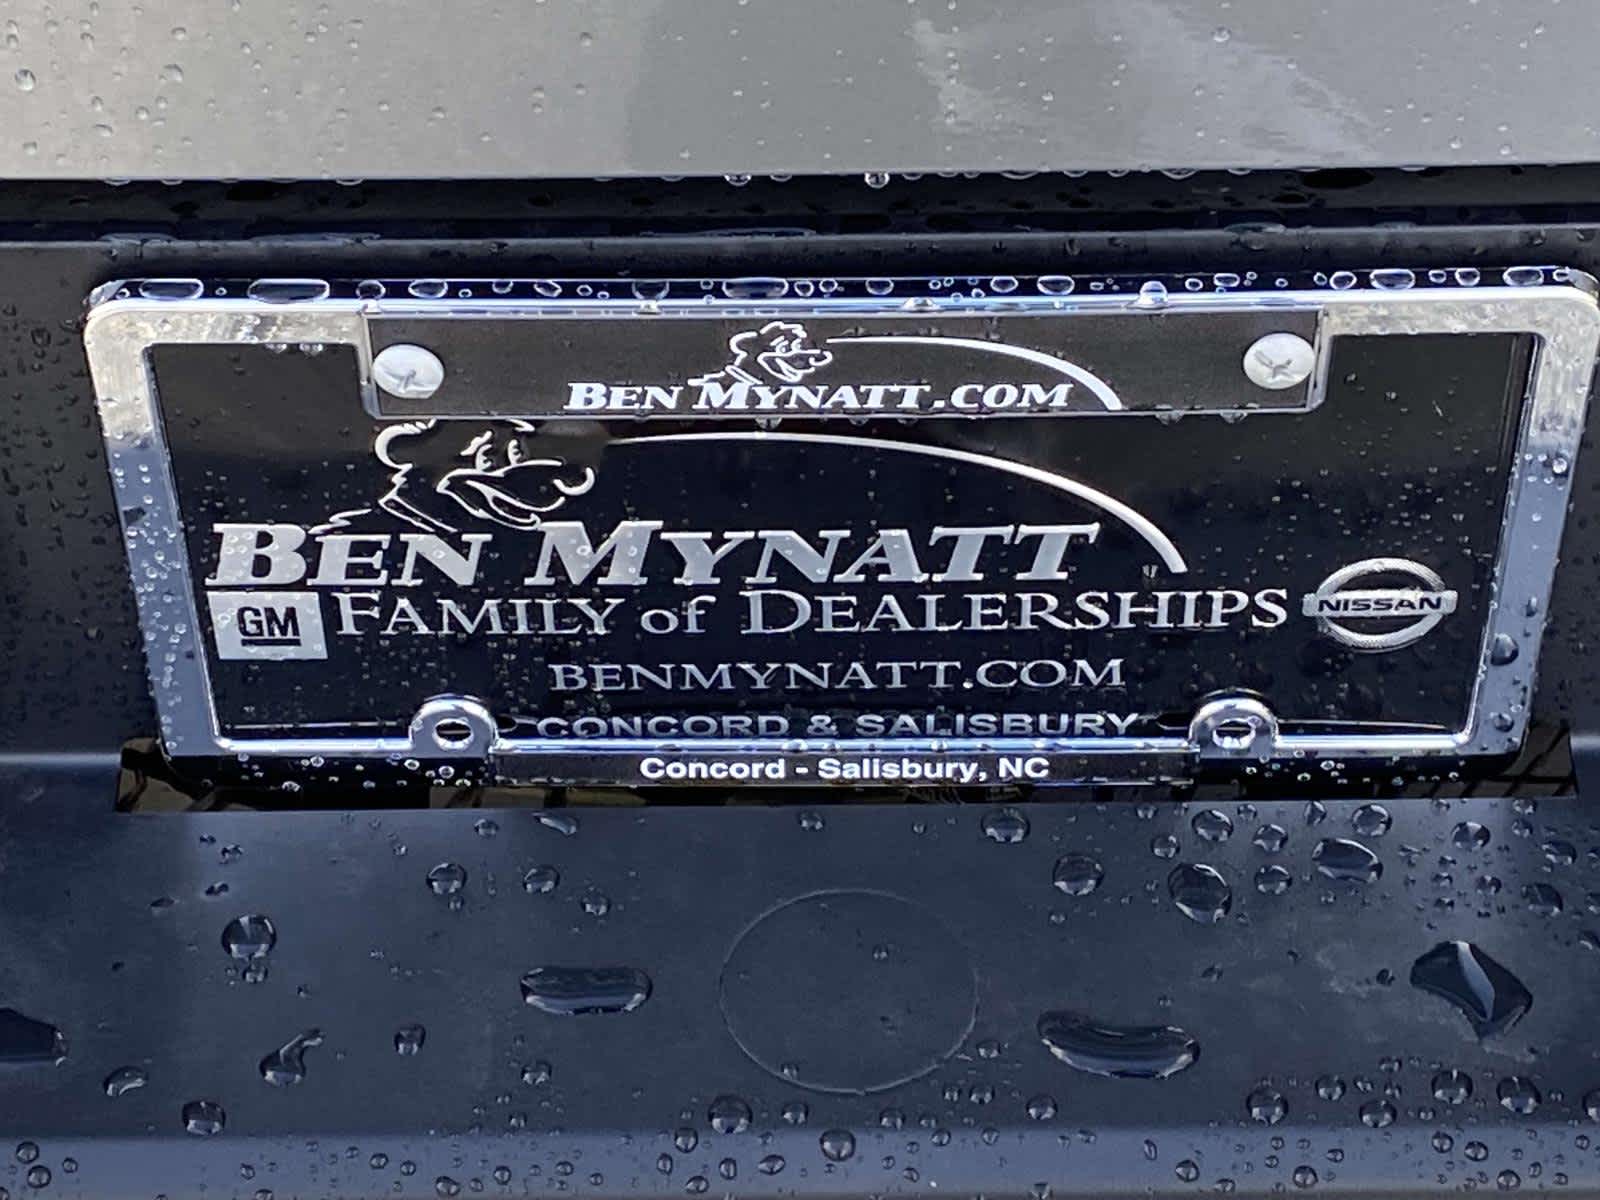 BEN MYNATT.COM
BEN MYNATT
GM FAMILY of DEALERSHIPS NISSAN
BENMYNATT.COM
CONCORD & SALISBURY
Concord - Salisbury, NC